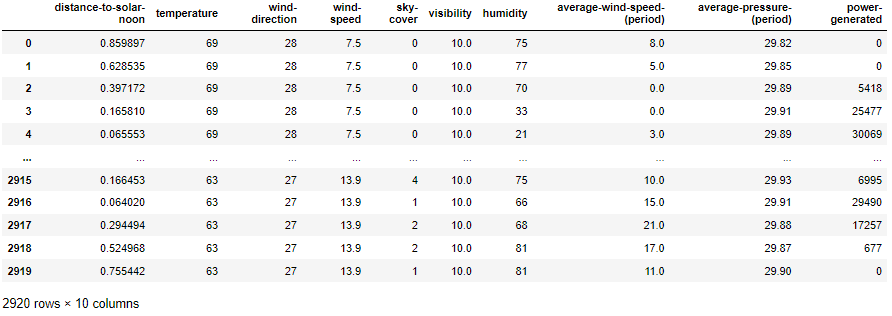 distance-to-solar-noon temperature wind-direction wind-speed sky-cover visibility humidity average-wind-speed-(period) average-pressure-(period) power-generated
0 0.859897 69 28 7.5 0 10.0 75 8.0 29.82 0
1 0.628535 69 28 7.5 0 10.0 77 5.0 29.85 0
2 0.397172 69 28 7.5 0 10.0 70 0.0 29.89 5418
3 0.165810 69 28 7.5 0 10.0 33 0.0 29.91 25477
4 0.065553 69 28 7.5 0 10.0 21 3.0 29.89 30069
... ... ... ... ... ... ... ... ... ... ...
2915 0.166453 63 27 13.9 4 10.0 75 10.0 29.93 6995
2916 0.064020 63 27 13.9 1 10.0 66 15.0 29.91 29490
2917 0.294494 63 27 13.9 2 10.0 68 21.0 29.88 17257
2918 0.524968 63 27 13.9 2 10.0 81 17.0 29.87 677
2919 0.755442 63 27 13.9 1 10.0 81 11.0 29.90 0
2920 rows × 10 columns